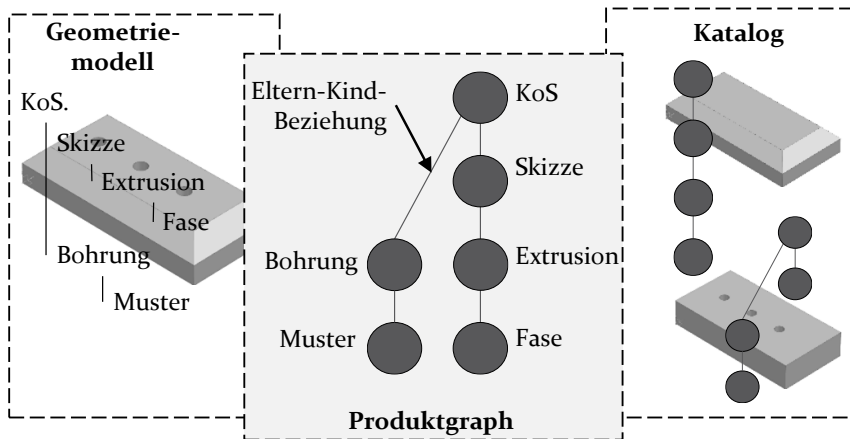 Geometrie-
modell
KoS.
Skizze
Extrusion
Fase
Bohrung
Muster
Eltern-Kind-
Beziehung
KoS
Skizze
Bohrung
Extrusion
Muster
Fase
Produktgraph
Katalog